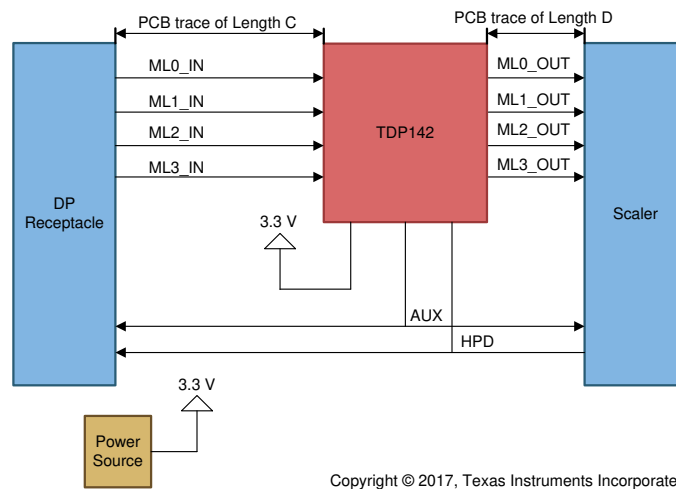 PCB trace of Length C
PCB trace of Length D
ML0_IN
ML1_IN
ML2_IN
ML3_IN
TDP142
ML0_OUT
ML1_OUT
ML2_OUT
ML3_OUT
DP
Receptacle
Scaler
3.3 V
AUX
HPD
3.3 V
Power
Source
Copyright © 2017, Texas Instruments Incorporate